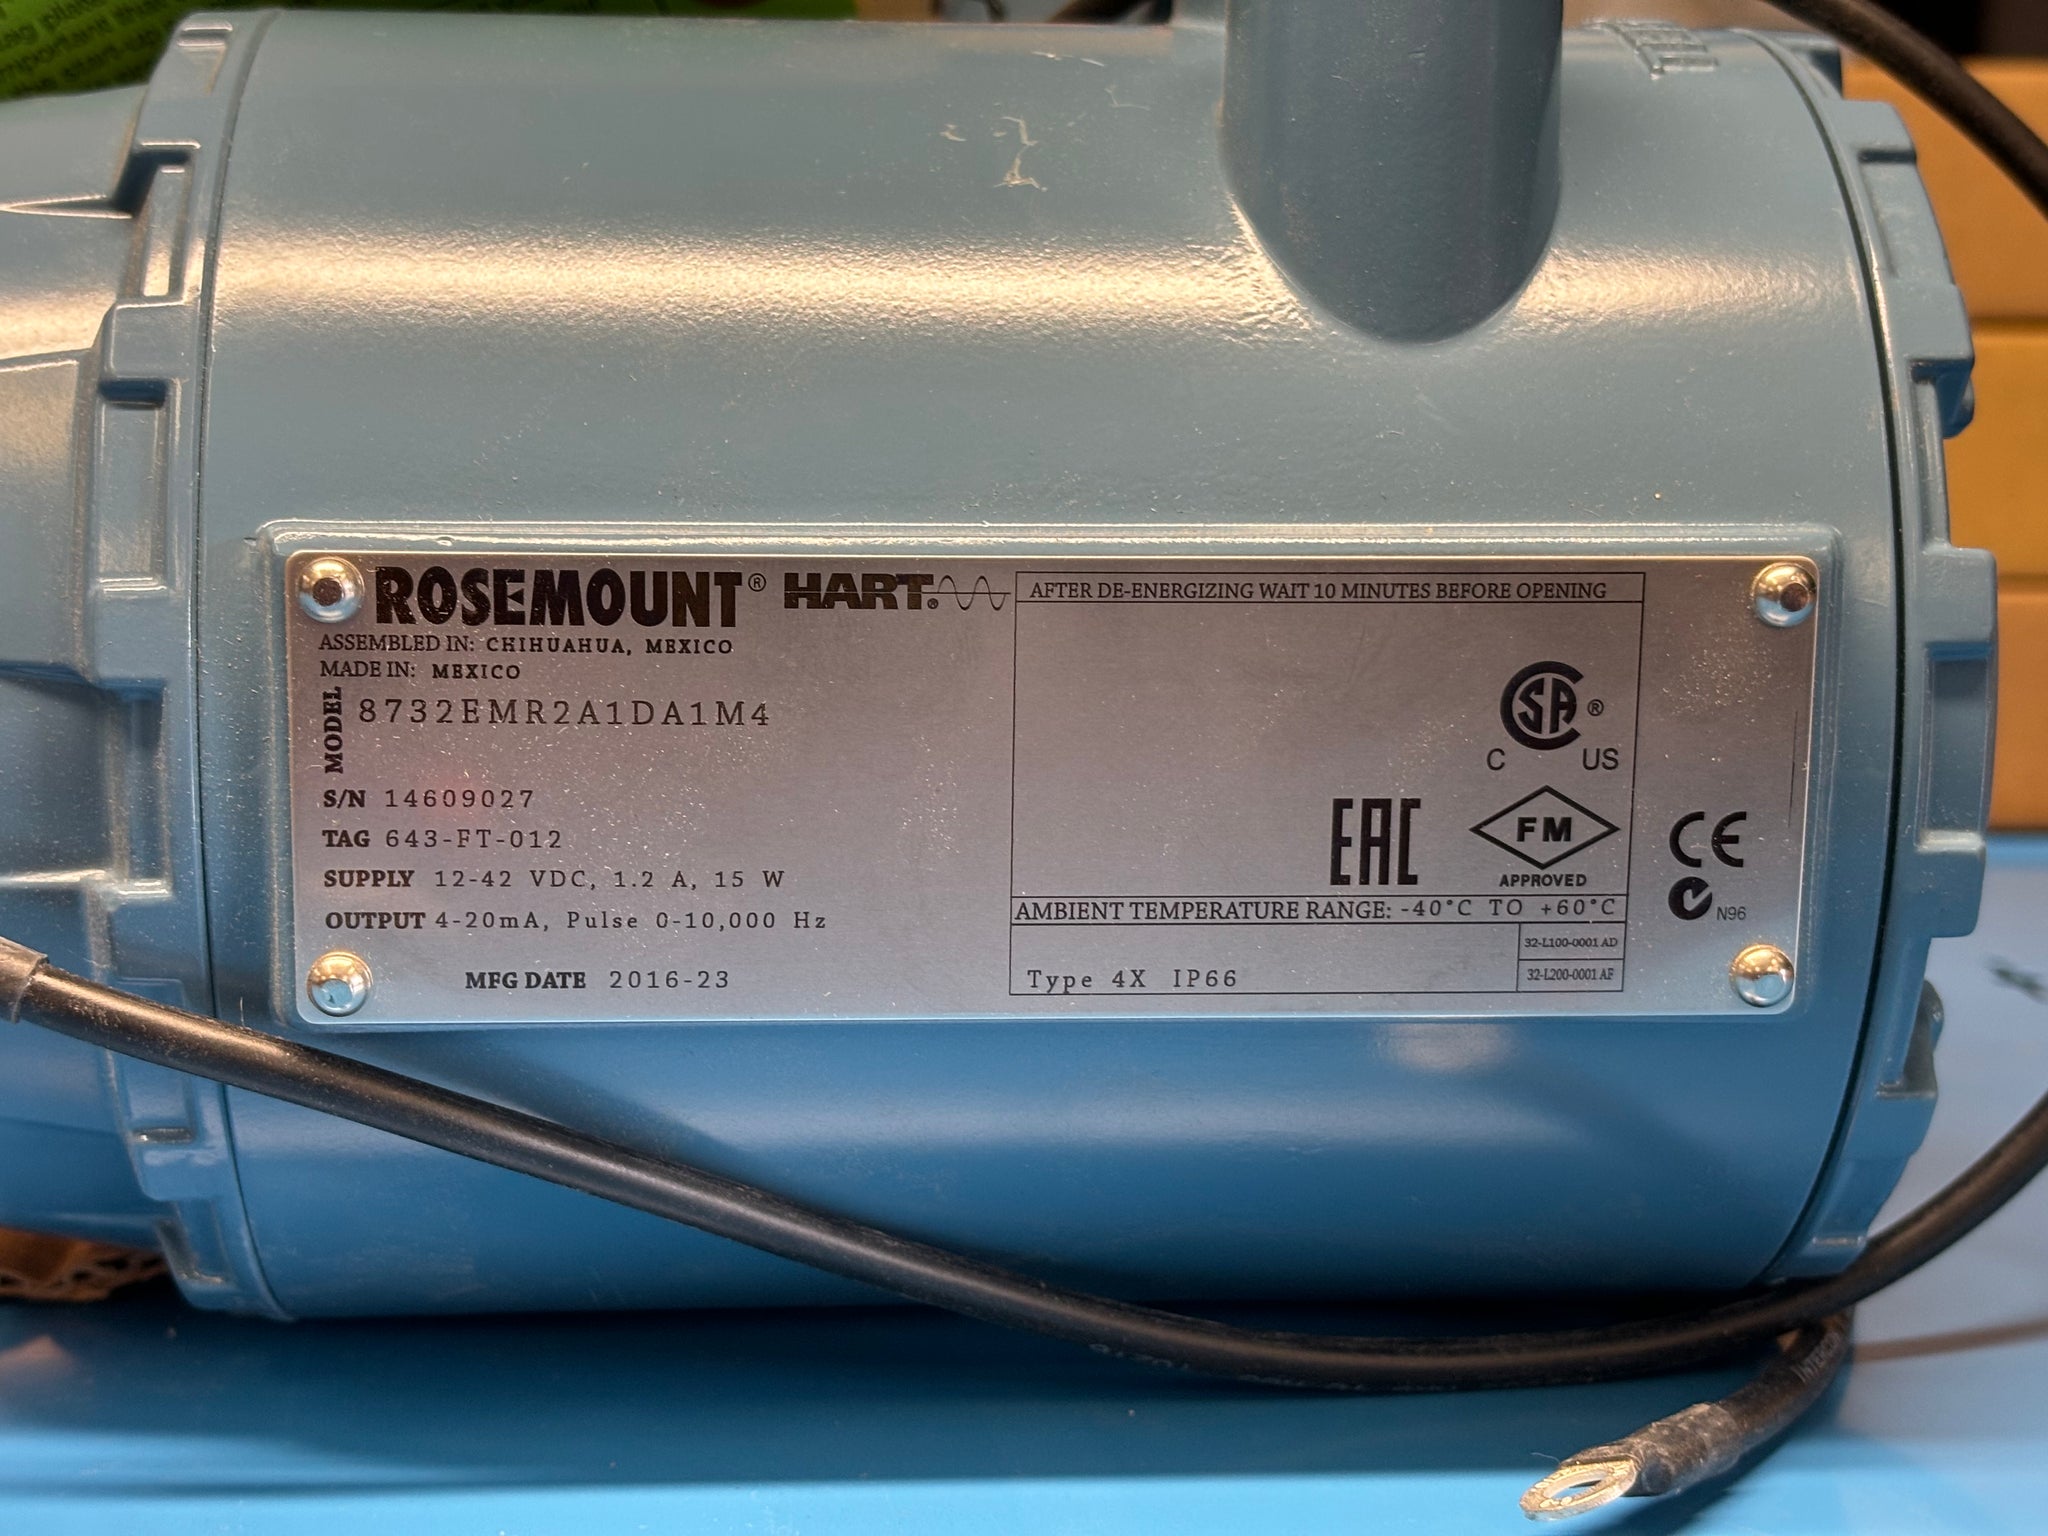 ROSEMOUNT® HART®
ASSEMBLED IN: CHIHUAHUA, MEXICO
MADE IN: MEXICO
MODEL 8732EMR2A1DA1M4
S/N 14609027
TAG 643-FT-012
SUPPLY 12-42 VDC, 1.2 A, 15 W
OUTPUT 4-20mA, Pulse 0-10,000 Hz
MFG DATE 2016-23
AFTER DE-ENERGIZING WAIT 10 MINUTES BEFORE OPENING
CSA®
C US
EAC
FM
APPROVED
CE
N96
AMBIENT TEMPERATURE RANGE: -40°C TO +60°C
32-L100-0001 AD
Type 4X IP66
32-L200-0001 AF